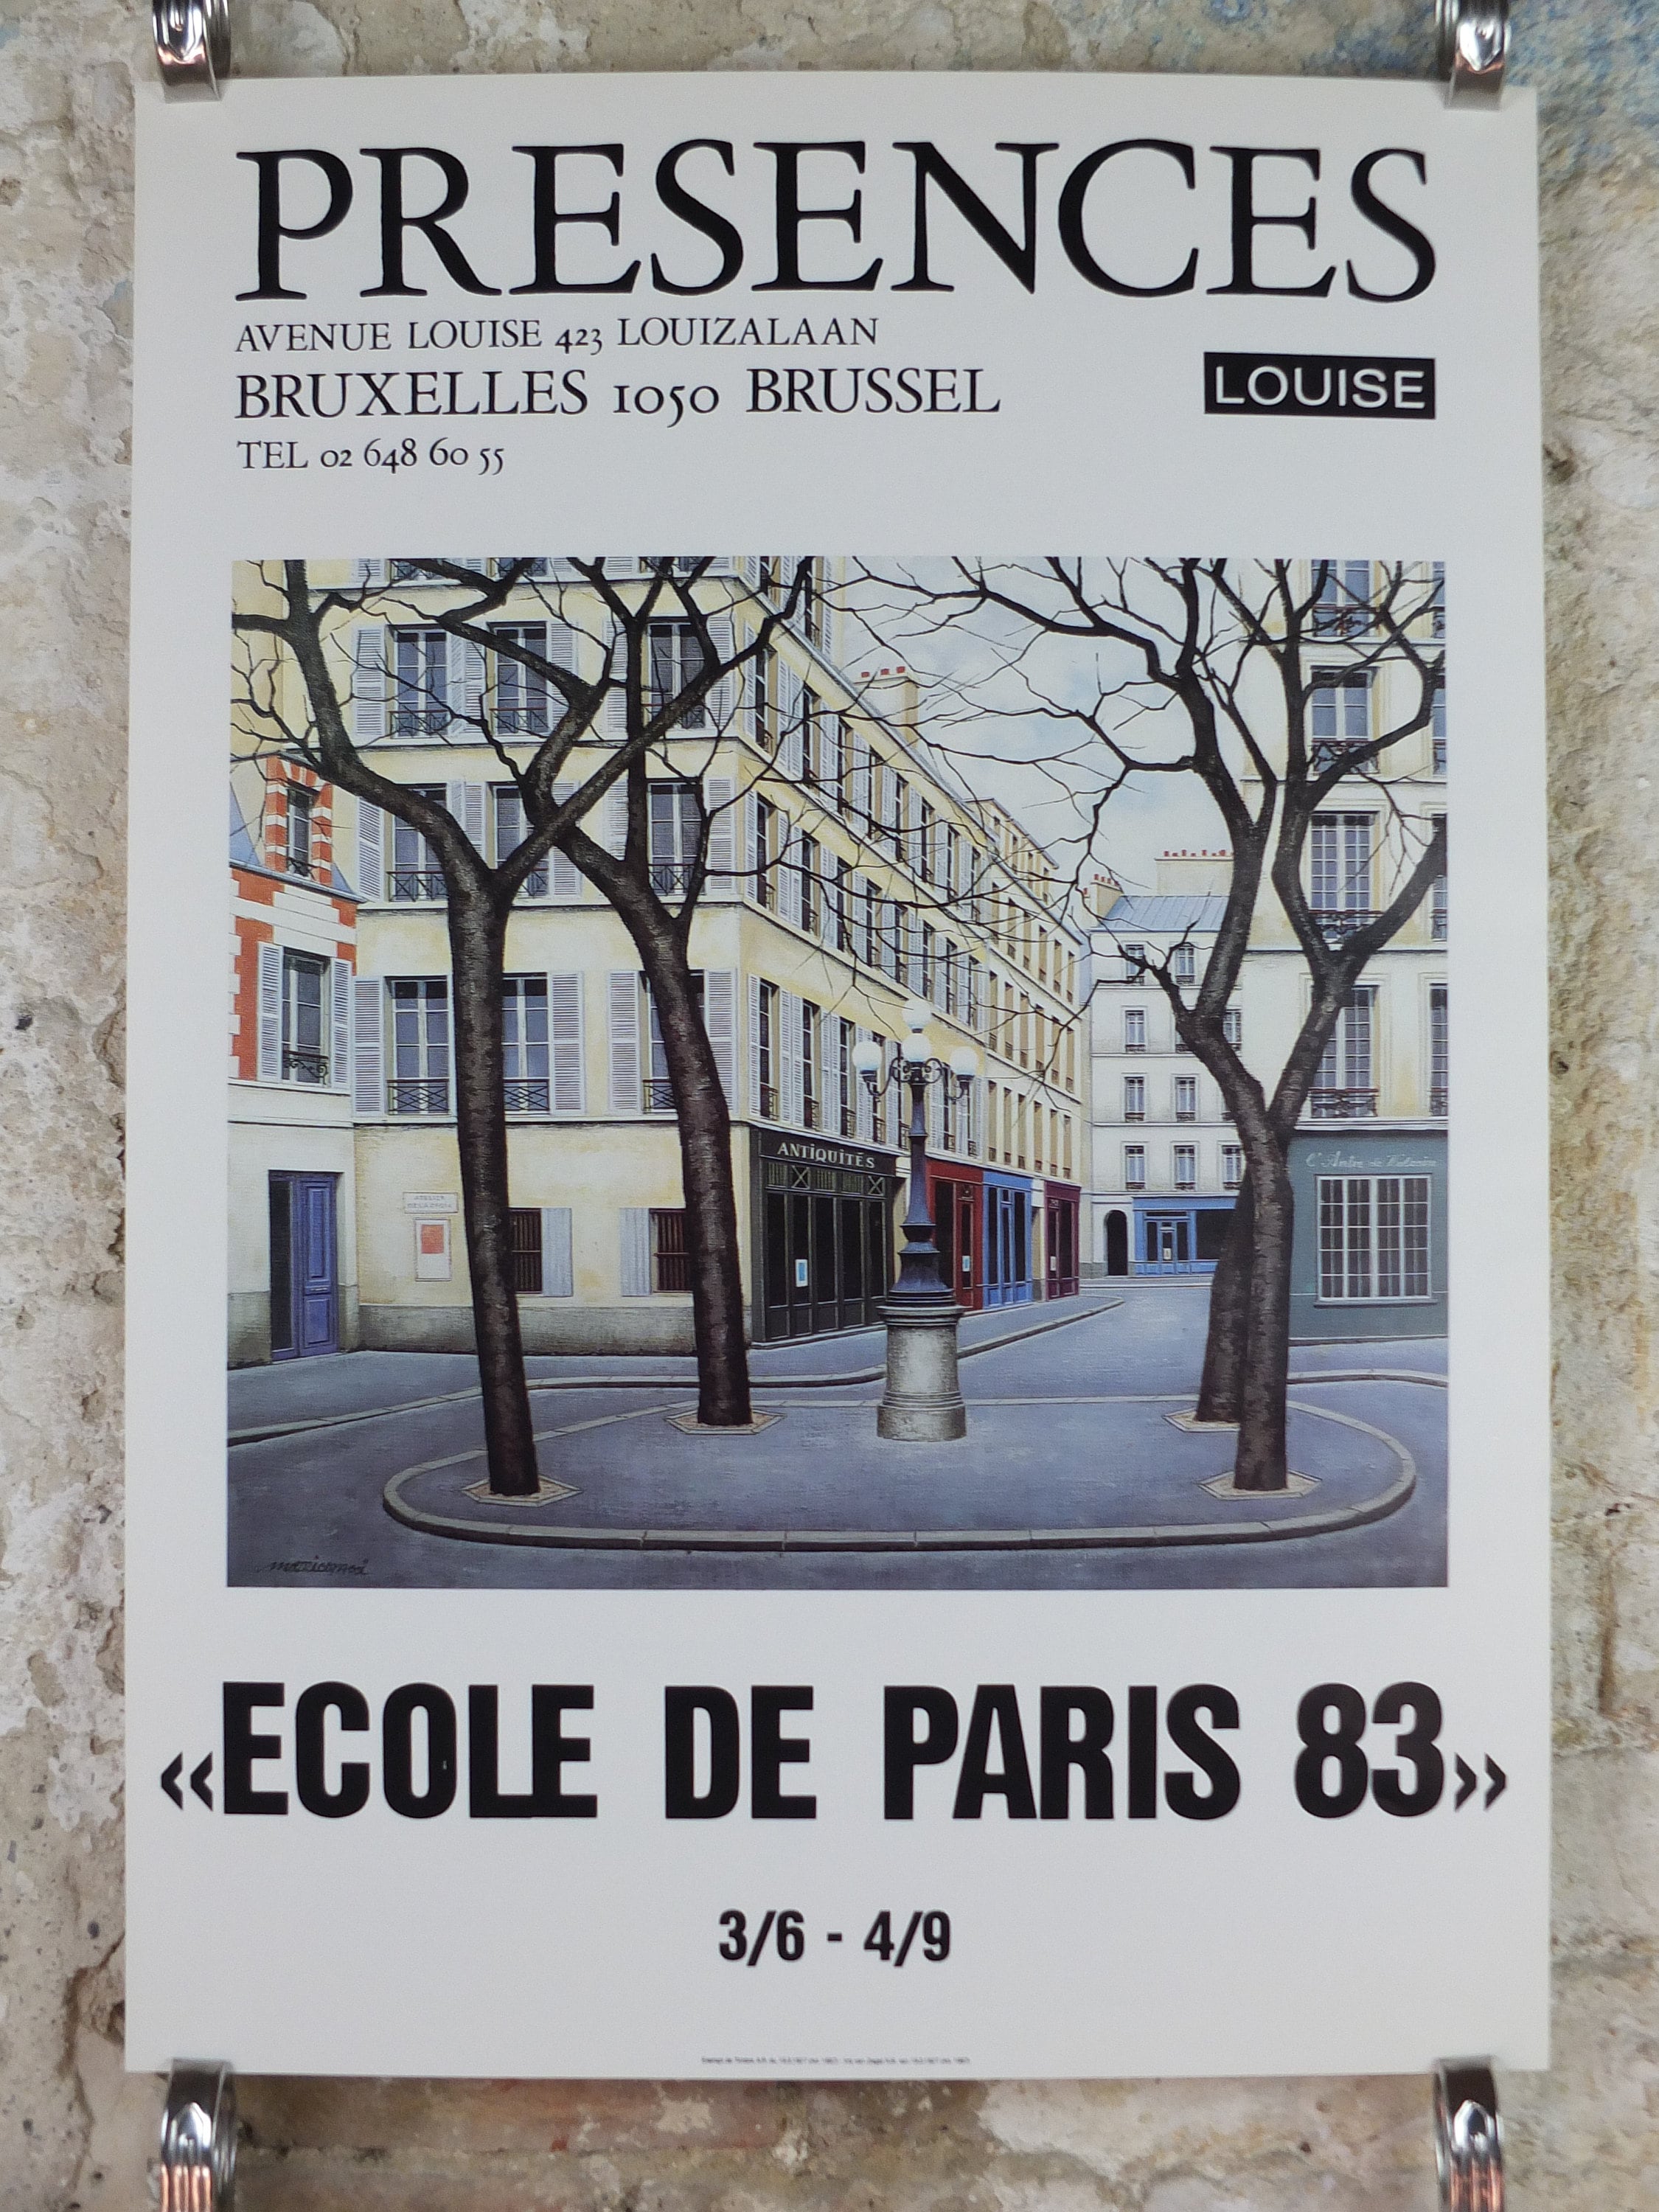 PRESENCES
AVENUE LOUISE 423 LOUIZALAAN
BRUXELLES 1050 BRUSSEL
TEL 02 648 60 55
LOUISE
ANTIQUITÉS
ATELIER
«ECOLE DE PARIS 83»
3/6 - 4/9